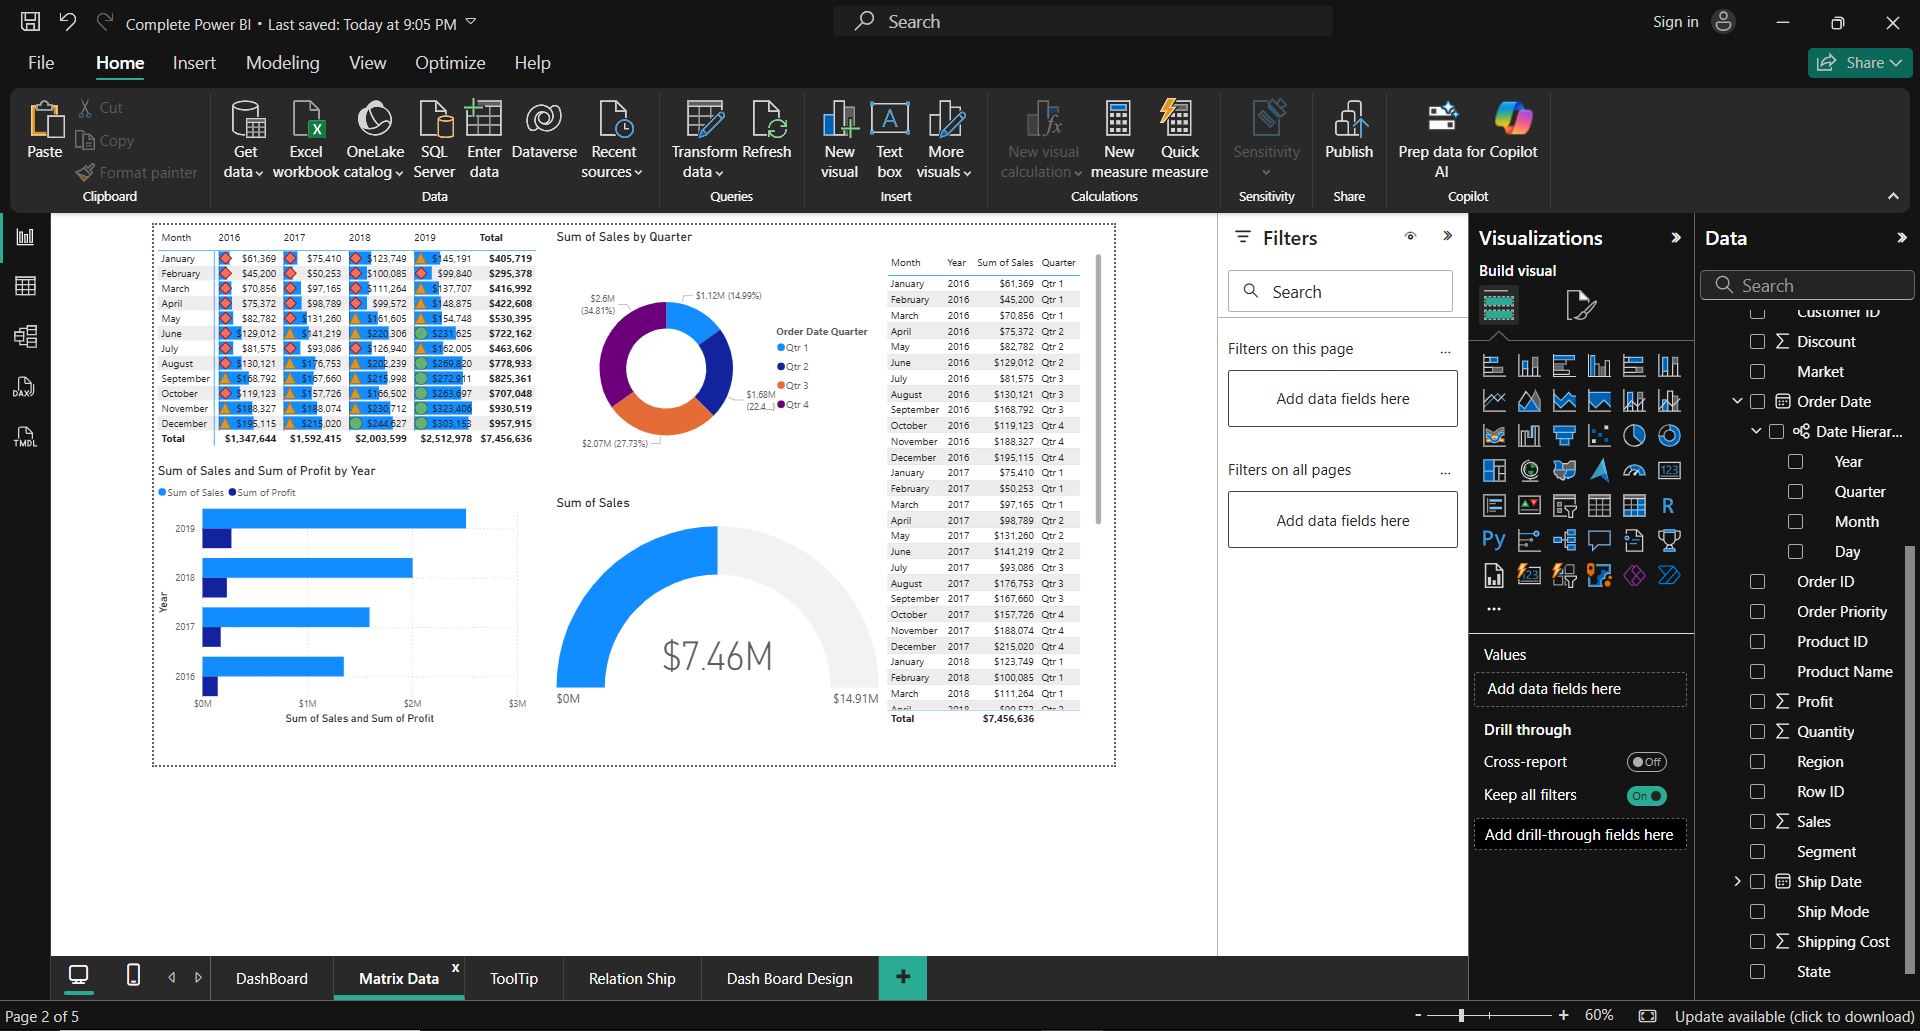 Complete Power BI • Last saved: Today at 9:05 PM
Search
Sign in
File Home Insert Modeling View Optimize Help
Share
Paste
Cut
Copy
Format painter
Clipboard
Get data
Excel workbook
OneLake catalog
SQL Server
Enter data
Dataverse
Recent sources
Data
Transform data
Refresh
Queries
New visual
Text box
More visuals
Insert
New visual calculation
New measure
Quick measure
Calculations
Sensitivity
Sensitivity
Publish
Share
Prep data for AI
Copilot
Copilot
Month 2016 2017 2018 2019 Total
January $61,369 $75,410 $123,749 $145,191 $405,719
February $45,200 $50,253 $100,085 $99,840 $295,378
March $70,856 $97,165 $111,264 $137,707 $416,992
April $75,372 $98,789 $99,572 $148,875 $422,608
May $82,782 $131,260 $161,605 $154,748 $530,395
June $129,012 $141,219 $220,306 $231,625 $722,162
July $81,575 $93,086 $126,940 $162,005 $463,606
August $130,121 $176,753 $202,239 $269,820 $778,933
September $168,792 $167,660 $215,998 $272,911 $825,361
October $119,123 $157,726 $166,502 $263,697 $707,048
November $188,327 $188,074 $230,712 $323,406 $930,519
December $195,115 $215,020 $244,627 $303,153 $957,915
Total $1,347,644 $1,592,415 $2,003,599 $2,512,978 $7,456,636
Sum of Sales by Quarter
$2.6M
(34.81%)
$1.12M (14.99%)
$1.68M
(22.4...)
$2.07M (27.73%)
Order Date Quarter
Qtr 1
Qtr 2
Qtr 3
Qtr 4
Sum of Sales and Sum of Profit by Year
Sum of Sales Sum of Profit
Year
2019
2018
2017
2016
$0M $1M $2M $3M
Sum of Sales and Sum of Profit
Sum of Sales
$7.46M
$0M $14.91M
Month Year Sum of Sales Quarter
January 2016 $61,369 Qtr 1
February 2016 $45,200 Qtr 1
March 2016 $70,856 Qtr 1
April 2016 $75,372 Qtr 2
May 2016 $82,782 Qtr 2
June 2016 $129,012 Qtr 2
July 2016 $81,575 Qtr 3
August 2016 $130,121 Qtr 3
September 2016 $168,792 Qtr 3
October 2016 $119,123 Qtr 4
November 2016 $188,327 Qtr 4
December 2016 $195,115 Qtr 4
January 2017 $75,410 Qtr 1
February 2017 $50,253 Qtr 1
March 2017 $97,165 Qtr 1
April 2017 $98,789 Qtr 2
May 2017 $131,260 Qtr 2
June 2017 $141,219 Qtr 2
July 2017 $93,086 Qtr 3
August 2017 $176,753 Qtr 3
September 2017 $167,660 Qtr 3
October 2017 $157,726 Qtr 4
November 2017 $188,074 Qtr 4
December 2017 $215,020 Qtr 4
January 2018 $123,749 Qtr 1
February 2018 $100,085 Qtr 1
March 2018 $111,264 Qtr 1
April 2018 $99,572 Qtr 2
Total $7,456,636
Filters
Search
Filters on this page ...
Add data fields here
Filters on all pages ...
Add data fields here
Visualizations
Build visual
123
R
Py
123
...
Values
Add data fields here
Drill through
Cross-report Off
Keep all filters On
Add drill-through fields here
Data
Search
Customer ID
Discount
Market
Order Date
Date Hierar...
Year
Quarter
Month
Day
Order ID
Order Priority
Product ID
Product Name
Profit
Quantity
Region
Row ID
Sales
Segment
Ship Date
Ship Mode
Shipping Cost
State
DAX
TMDL
DashBoard
Matrix Data x
ToolTip
Relation Ship
Dash Board Design
+
Page 2 of 5
- + 60%
Update available (click to download)